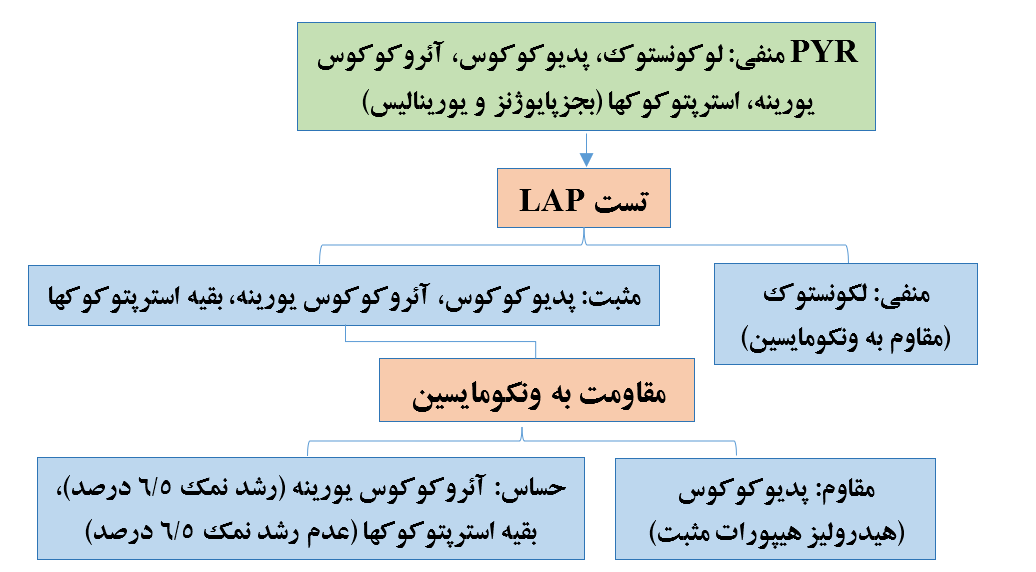 PYR منفی: لوکونستوک، پدیوکوکوس، آئروکوکوس
یورینه، استرپتوکوکها (بجزپایوژنز و یورینالیس)
تست LAP
منفی: لکونستوک
(مقاوم به ونکومایسین)
مثبت: پدیوکوکوس، آئروکوکوس یورینه، بقیه استرپتوکوکها
مقاومت به ونکومایسین
مقاوم: پدیوکوکوس
(هیدرولیز هیپورات مثبت)
حساس: آئروکوکوس یورینه (رشد نمک ۶/۵ درصد)،
بقیه استرپتوکوکها (عدم رشد نمک ۶/۵ درصد)